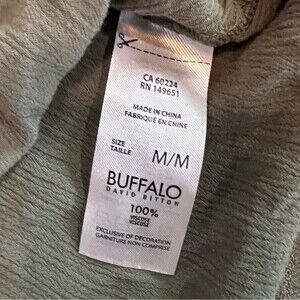 CA 60224
RN 149651
MADE IN CHINA
FABRIQUÉ EN CHINE
SIZE
TAILLE
M/M
BUFFALO
DAVID BITTON
100%
VISCOSE
VISCOSE
EXCLUSIVE OF DECORATION
GARNITURE NON COMPRISE